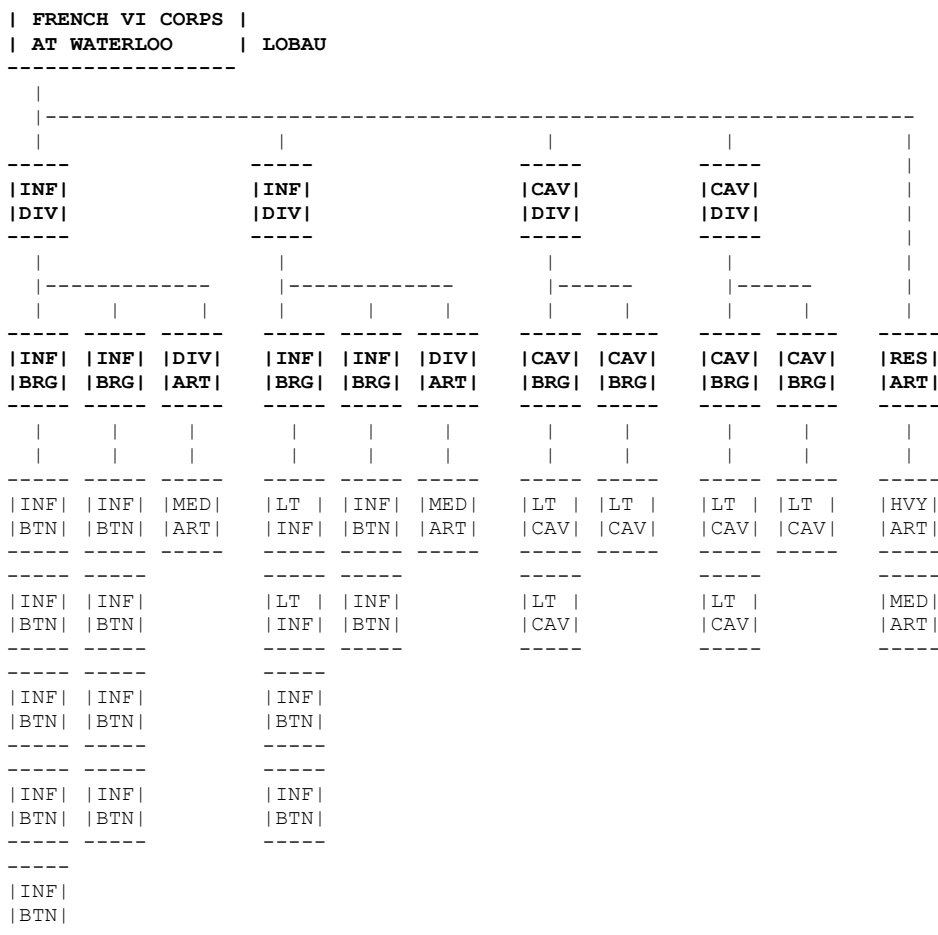 | FRENCH VI CORPS |
| AT WATERLOO | LOBAU
|INF| |INF| |CAV| |CAV|
|DIV| |DIV| |DIV| |DIV|
|INF| |INF| |DIV| |INF| |INF| |DIV| |CAV| |CAV| |CAV| |CAV| |RES|
|BRG| |BRG| |ART| |BRG| |BRG| |ART| |BRG| |BRG| |BRG| |BRG| |ART|
|INF| |INF| |MED| |LT | |INF| |MED| |LT | |LT | |LT | |LT | |HVY|
|BTN| |BTN| |ART| |INF| |BTN| |ART| |CAV| |CAV| |CAV| |CAV| |ART|
|INF| |INF| |LT | |INF| |LT | |LT | |MED|
|BTN| |BTN| |INF| |BTN| |CAV| |CAV| |ART|
|INF| |INF| |INF|
|BTN| |BTN| |BTN|
|INF| |INF| |INF|
|BTN| |BTN| |BTN|
|INF|
|BTN|